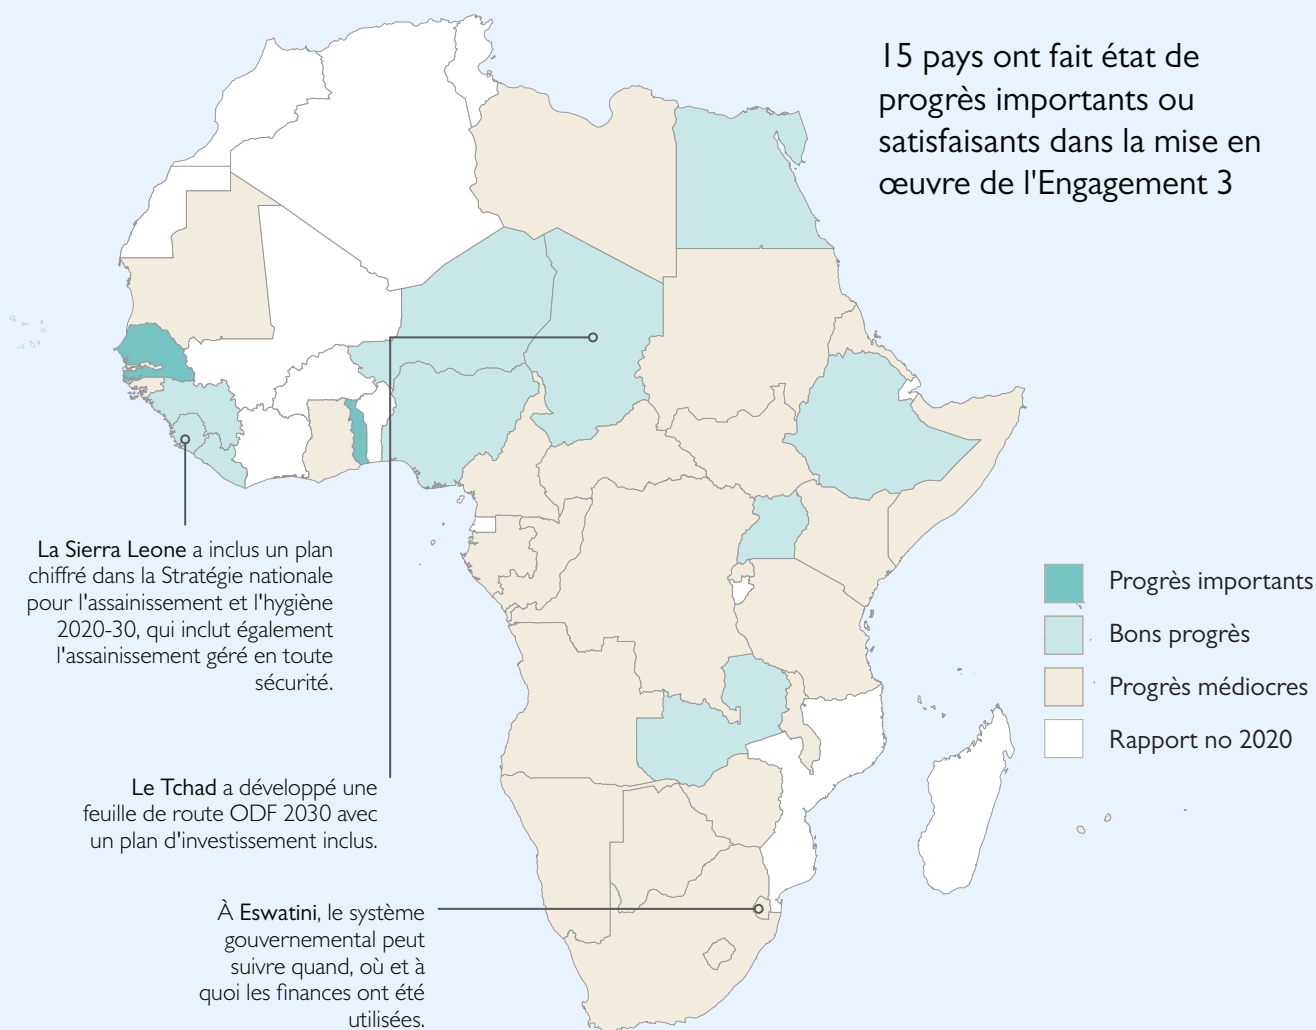 15 pays ont fait état de
progrès importants ou
satisfaisants dans la mise en
œuvre de l'Engagement 3
La Sierra Leone a inclus un plan
chiffré dans la Stratégie nationale
pour l'assainissement et l'hygiène
2020-30, qui inclut également
l'assainissement géré en toute
sécurité.
Le Tchad a développé une
feuille de route ODF 2030 avec
un plan d'investissement inclus.
À Eswatini, le système
gouvernemental peut
suivre quand, où et à
quoi les finances ont été
utilisées.
Progrès importants
Bons progrès
Progrès médiocres
Rapport no 2020